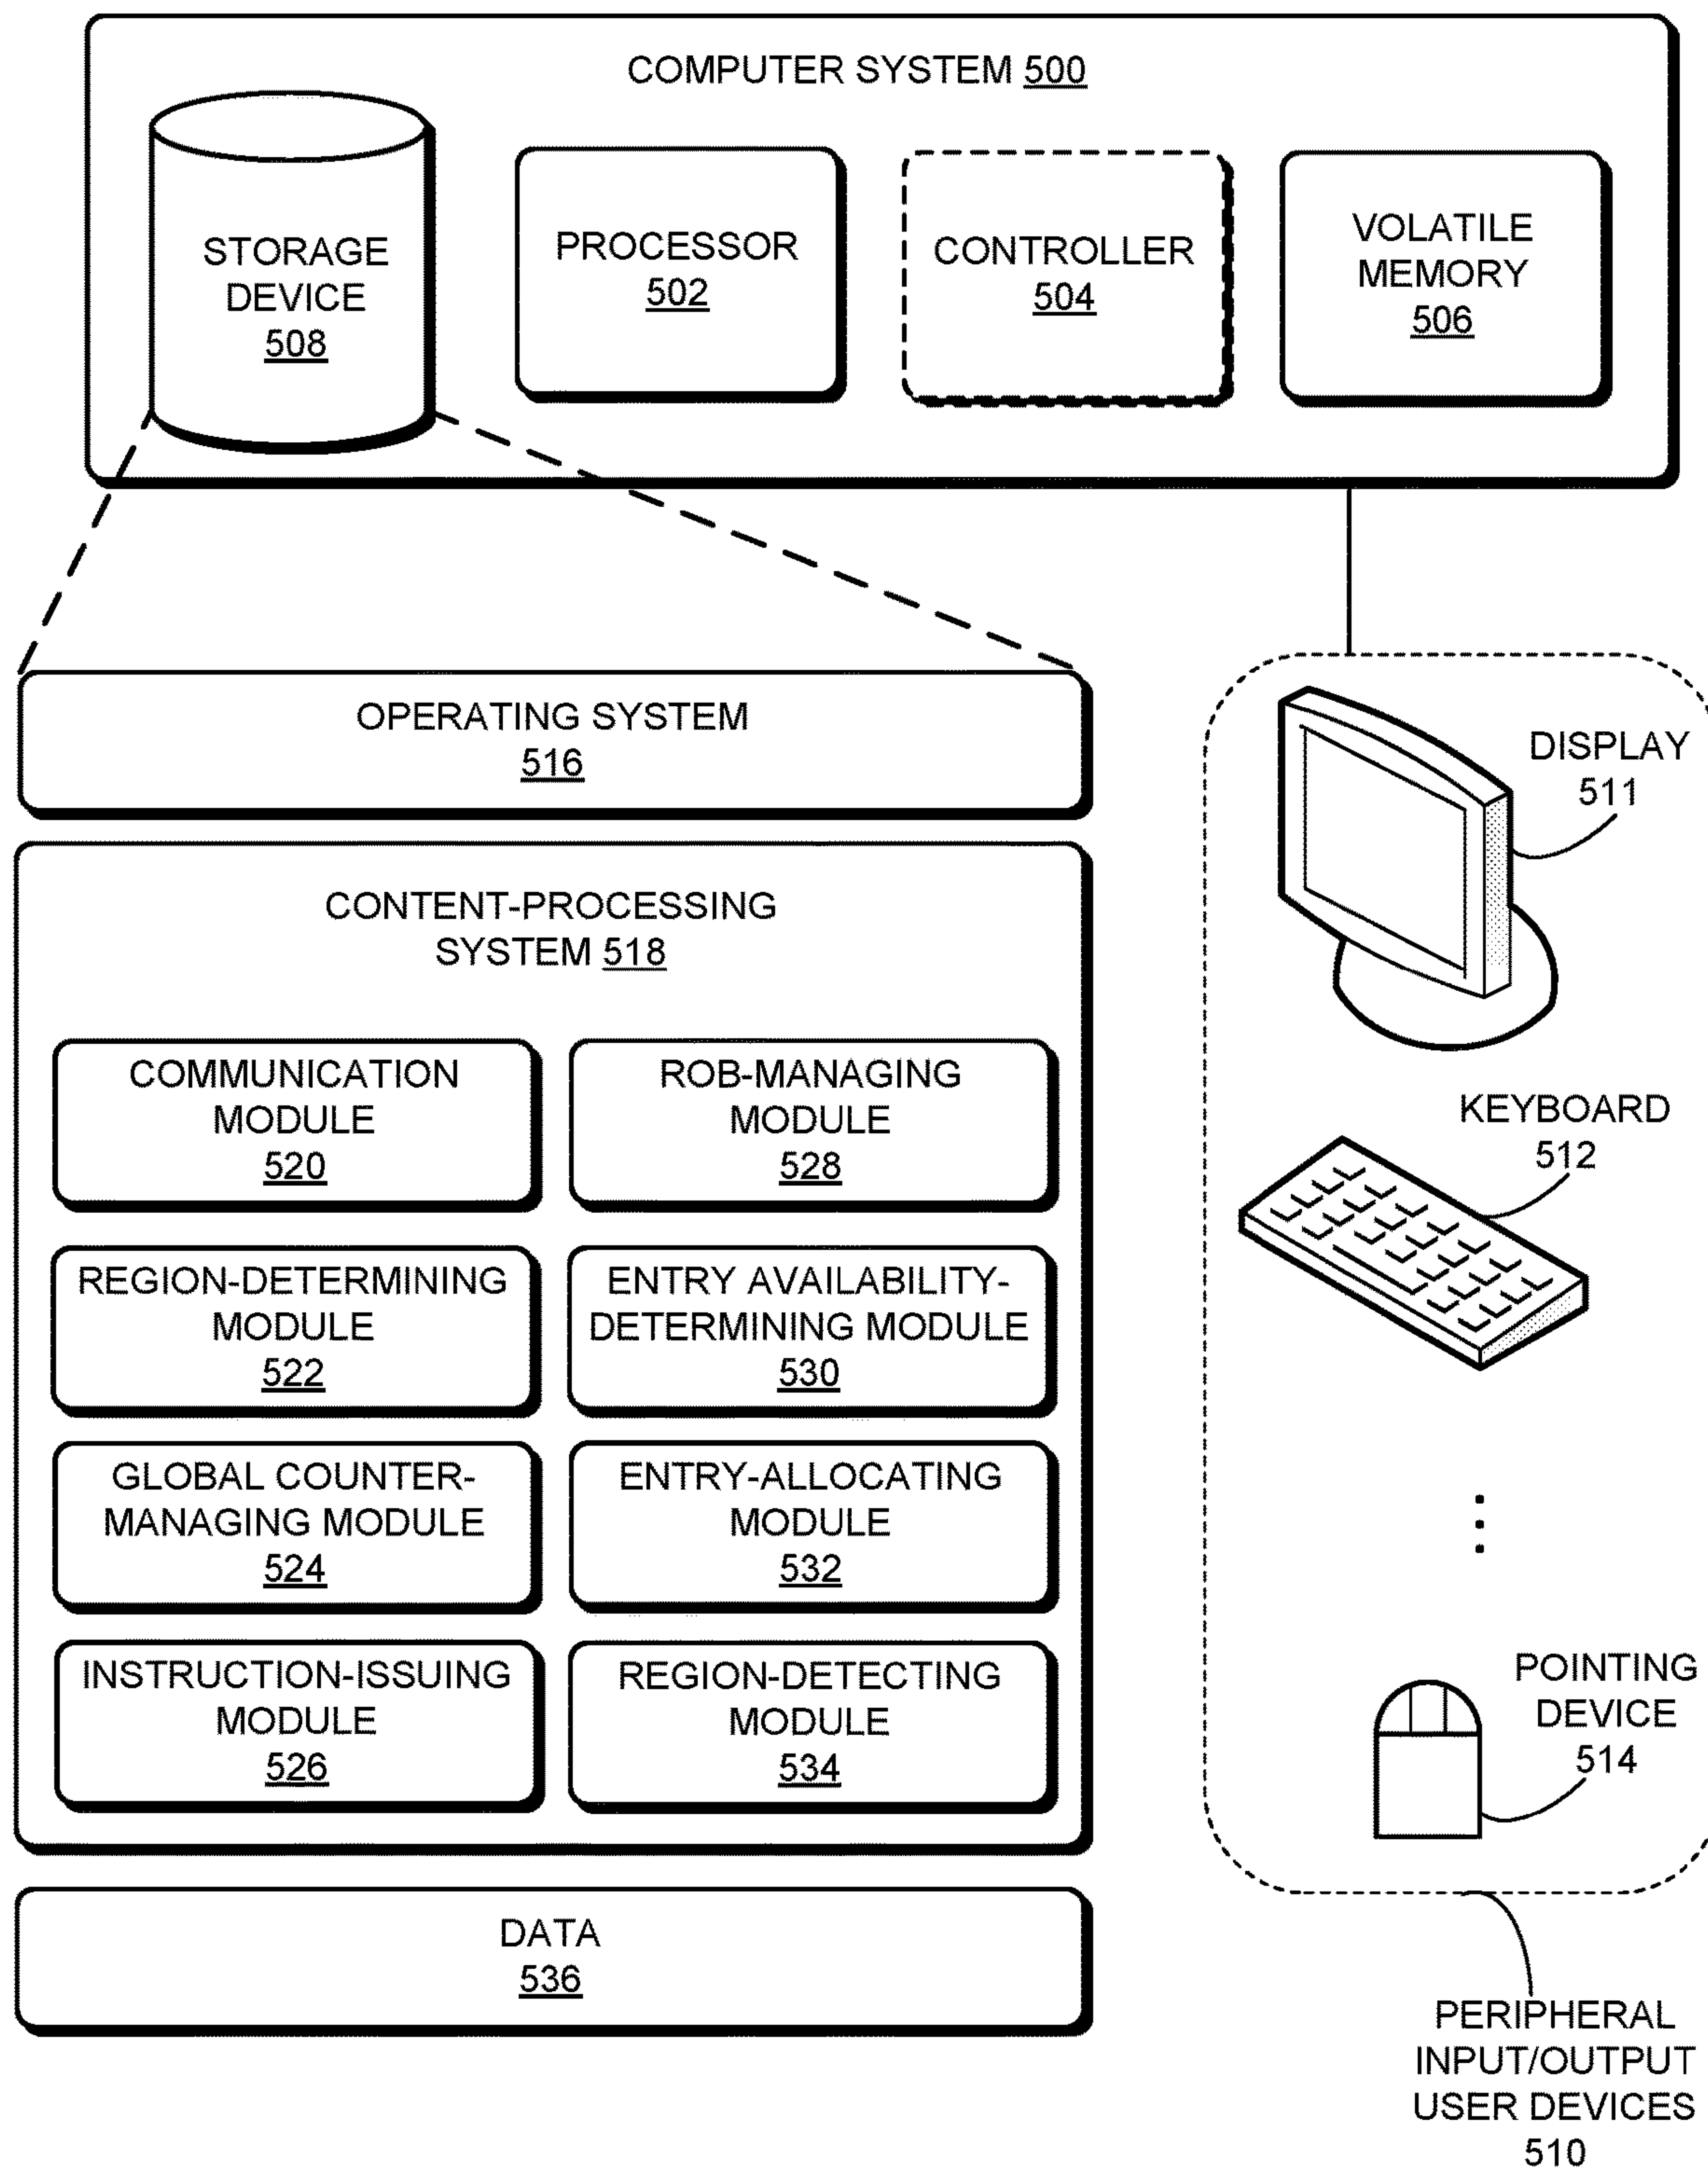 COMPUTER SYSTEM 500
STORAGE
DEVICE
508
PROCESSOR
502
CONTROLLER
504
VOLATILE
MEMORY
506
OPERATING SYSTEM
516
CONTENT-PROCESSING
SYSTEM 518
COMMUNICATION
MODULE
520
ROB-MANAGING
MODULE
528
REGION-DETERMINING
MODULE
522
ENTRY AVAILABILITY-
DETERMINING MODULE
530
GLOBAL COUNTER-
MANAGING MODULE
524
ENTRY-ALLOCATING
MODULE
532
INSTRUCTION-ISSUING
MODULE
526
REGION-DETECTING
MODULE
534
DATA
536
DISPLAY
511
KEYBOARD
512
POINTING
DEVICE
514
PERIPHERAL
INPUT/OUTPUT
USER DEVICES
510